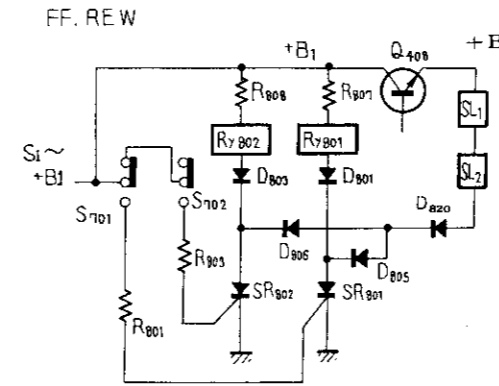 FF. REW
+B1
Q408
+B
R808
R807
SL1
SL2
RY802
RY801
Si~
+B1
D803
D801
S701
S702
D820
D806
D805
R803
SR802
SR801
R801